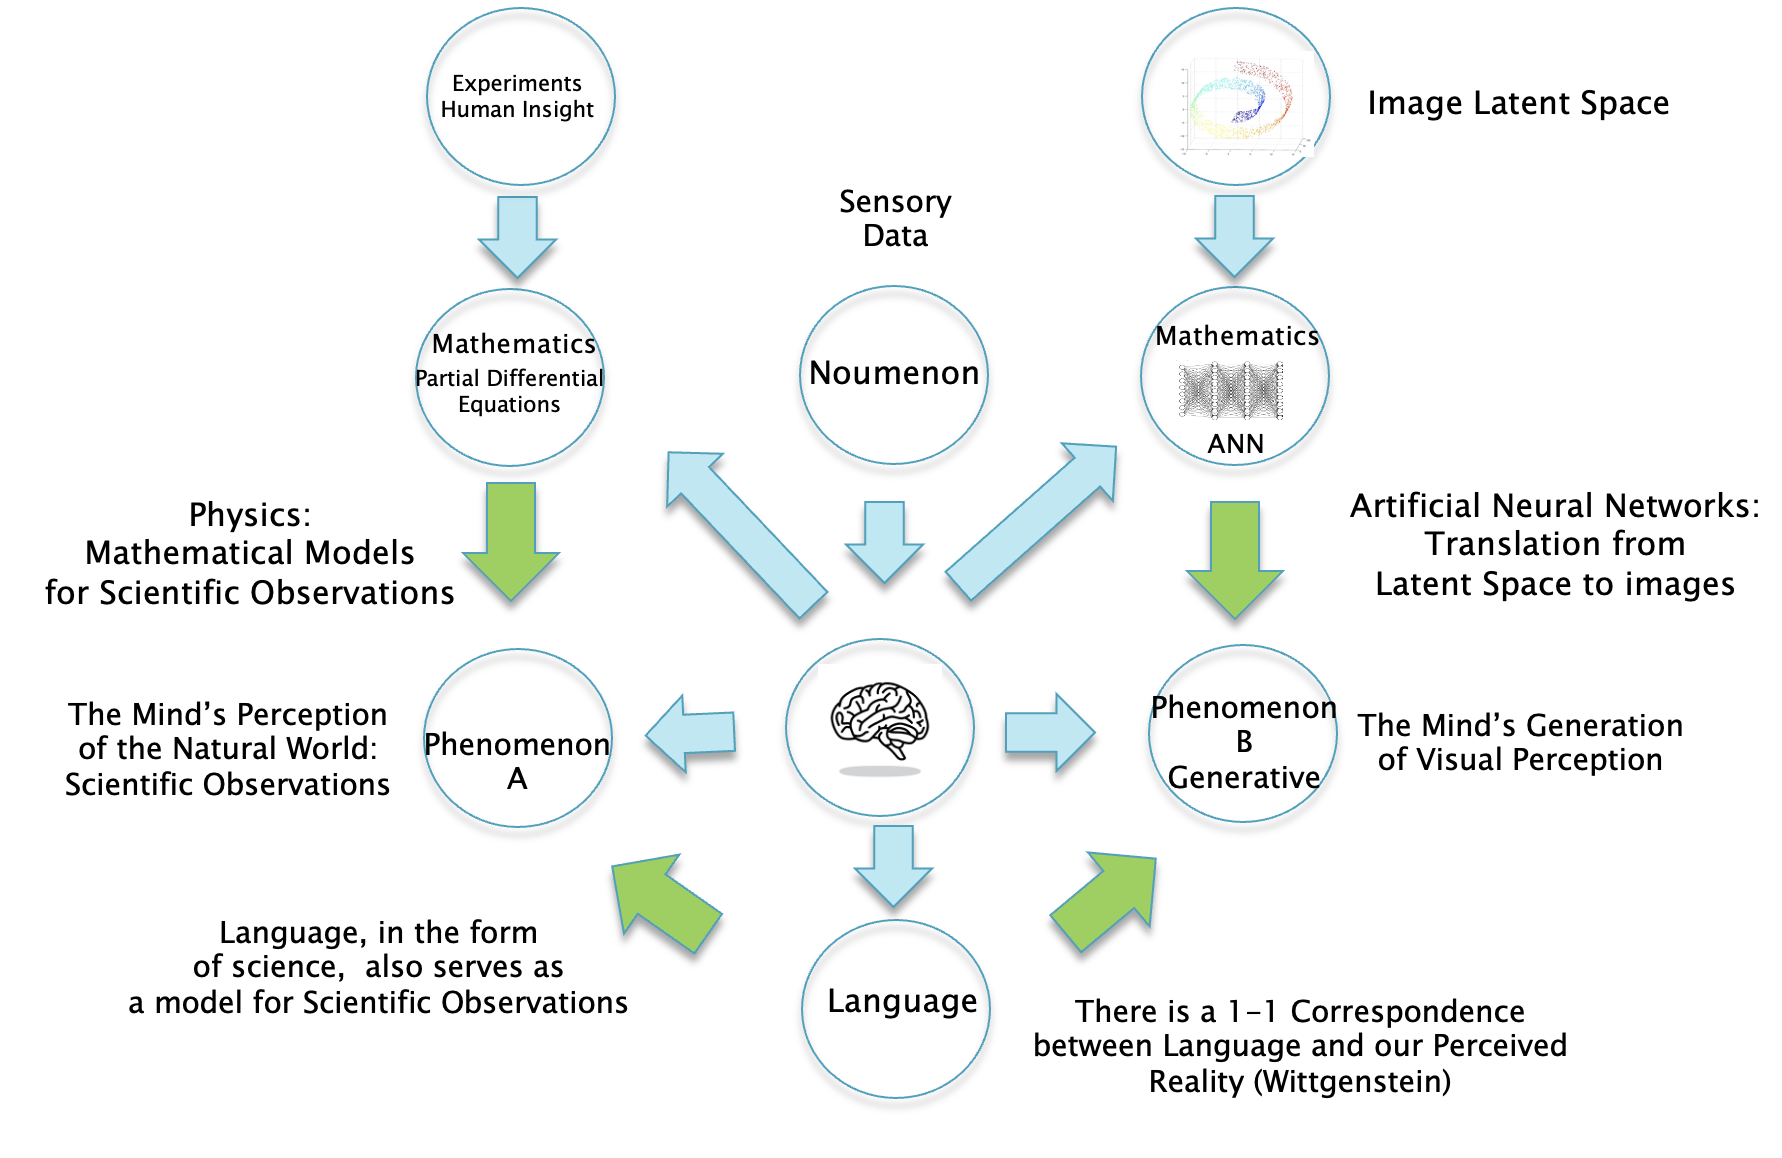 Experiments
Human Insight
Image Latent Space
Sensory
Data
Mathematics
Partial Differential
Equations
Noumenon
Mathematics
ANN
Physics:
Mathematical Models
for Scientific Observations
Artificial Neural Networks:
Translation from
Latent Space to images
The Mind’s Perception
of the Natural World:
Scientific Observations
Phenomenon
A
Phenomenon
B
Generative
The Mind’s Generation
of Visual Perception
Language, in the form
of science,  also serves as
a model for Scientific Observations
Language
There is a 1-1 Correspondence
between Language and our Perceived
Reality (Wittgenstein)